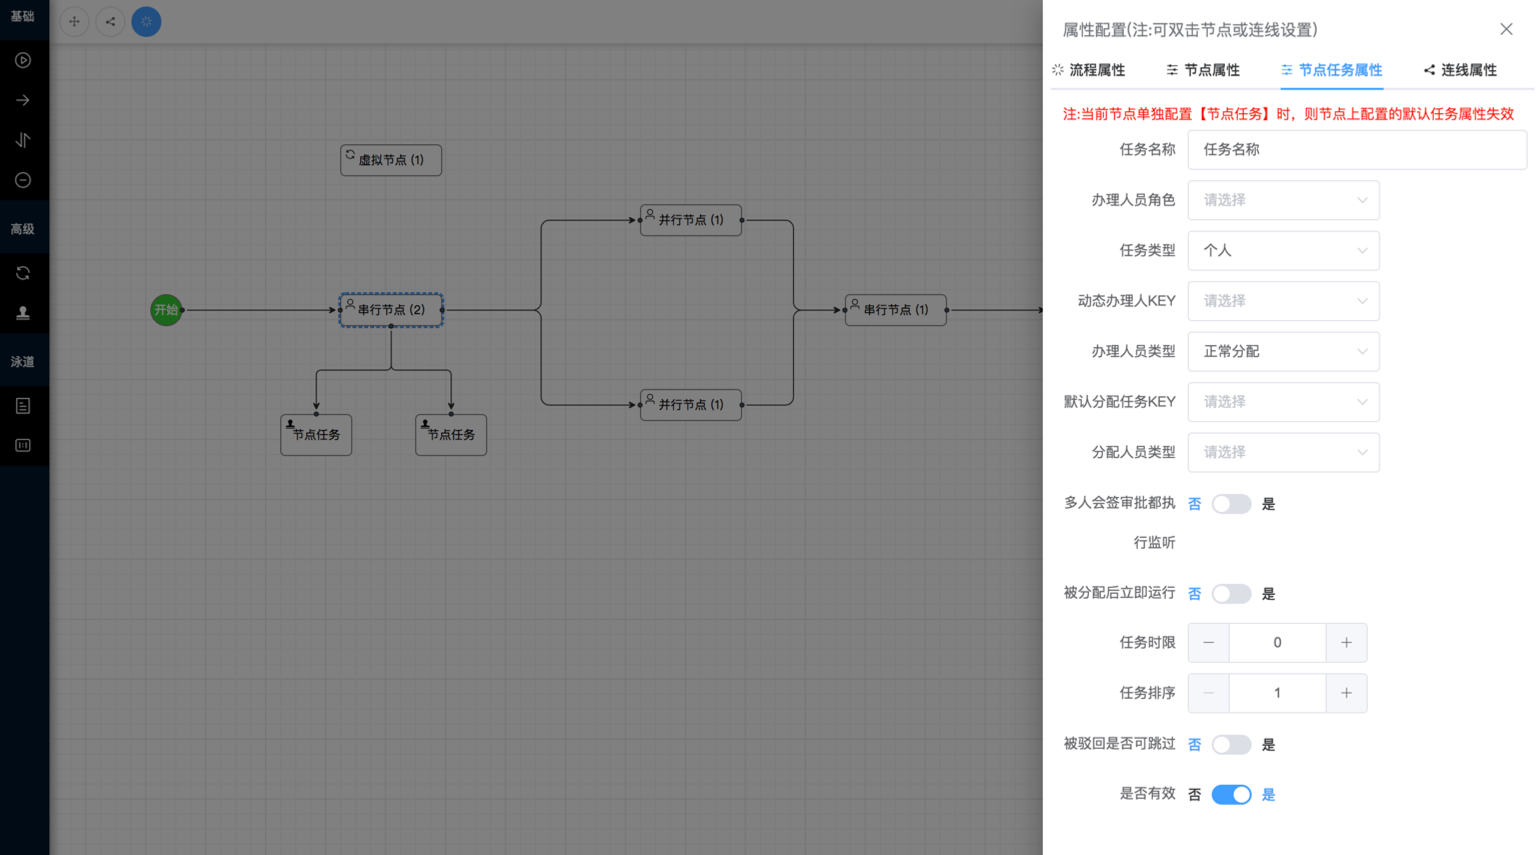 基础
高级
泳道
虚拟节点 (1)
并行节点 (1)
开始
串行节点 (2)
串行节点 (1)
并行节点 (1)
节点任务
节点任务
属性配置(注:可双击节点或连线设置)
流程属性
节点属性
节点任务属性
连线属性
注:当前节点单独配置【节点任务】时，则节点上配置的默认任务属性失效
任务名称 任务名称
办理人员角色 请选择
任务类型 个人
动态办理人KEY 请选择
办理人员类型 正常分配
默认分配任务KEY 请选择
分配人员类型 请选择
多人会签审批都执 否 是
行监听
被分配后立即运行 否 是
任务时限 0
任务排序 1
被驳回是否可跳过 否 是
是否有效 否 是